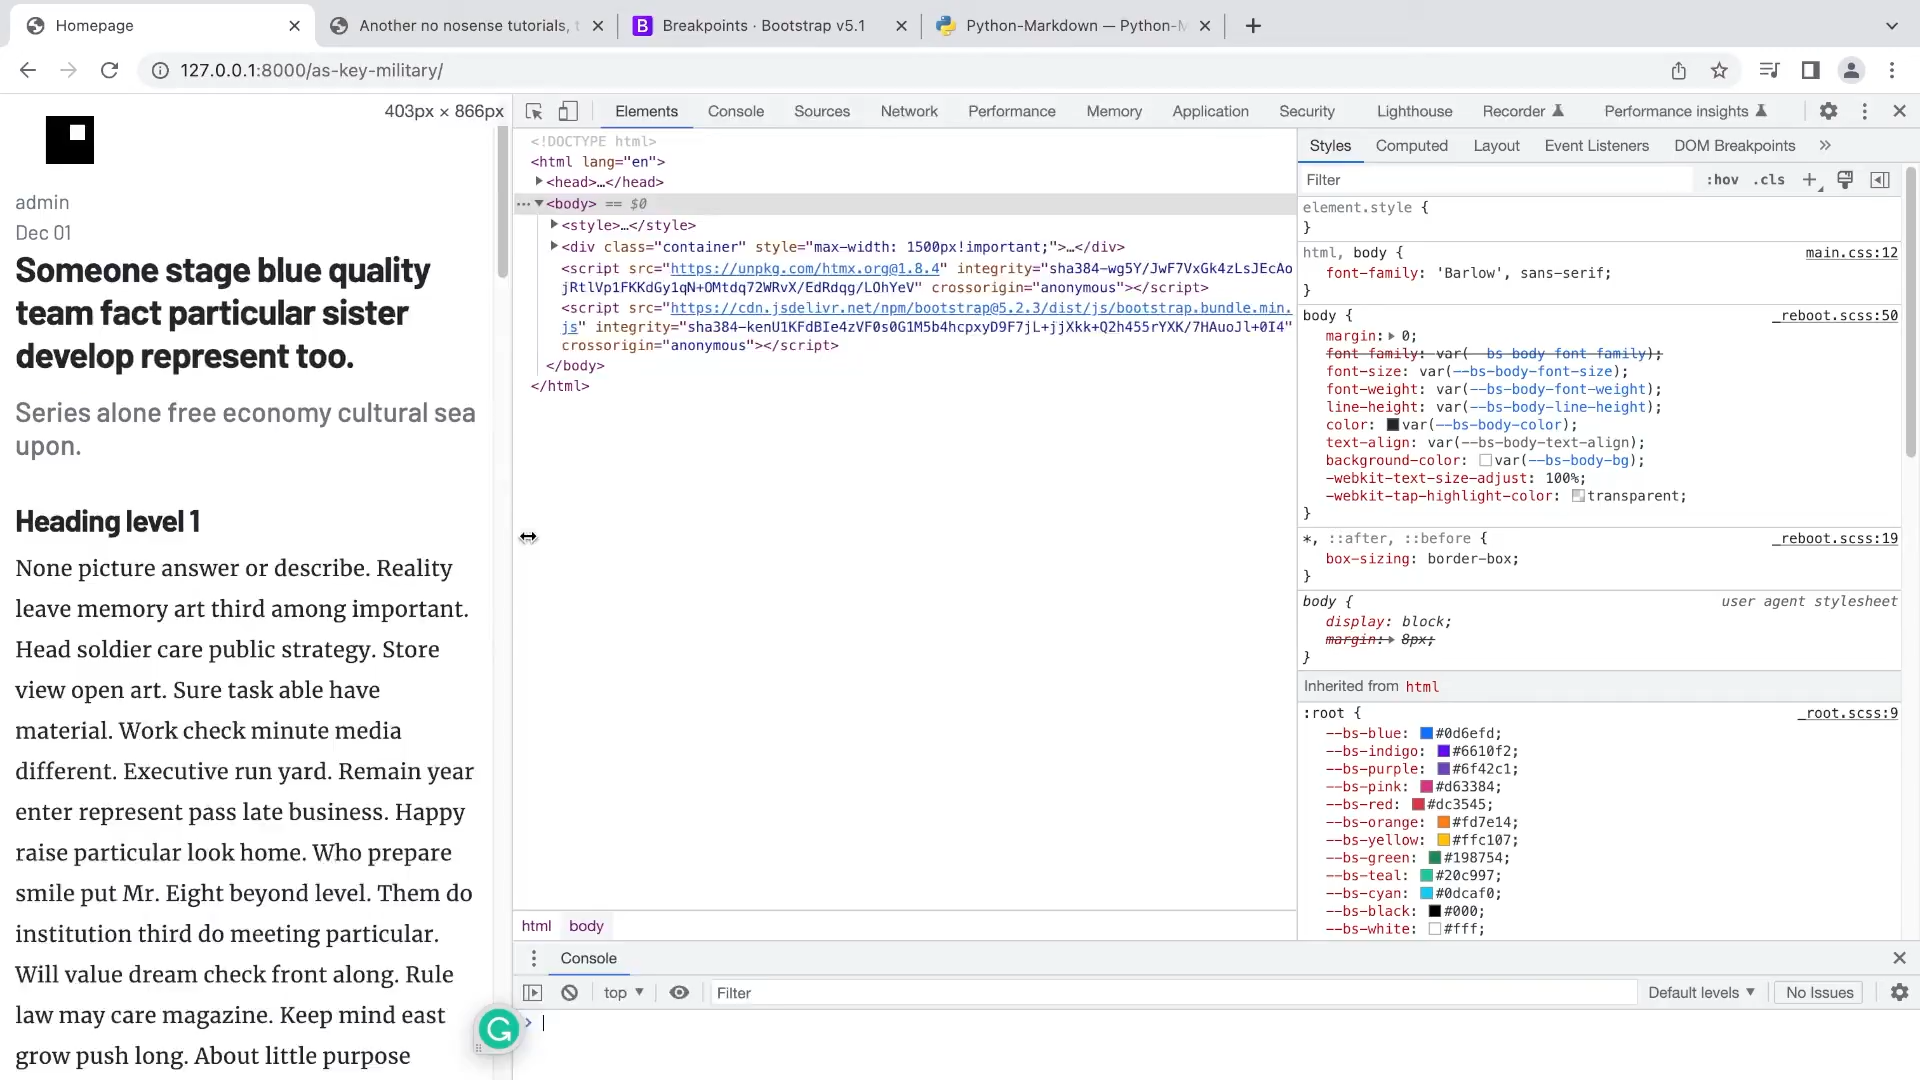 Homepage
Another no nosense tutorials, t
Breakpoints · Bootstrap v5.1
Python-Markdown — Python-M
127.0.0.1:8000/as-key-military/
403px × 866px
admin
Dec 01
Someone stage blue quality
team fact particular sister
develop represent too.
Series alone free economy cultural sea
upon.
Heading level 1
None picture answer or describe. Reality
leave memory art third among important.
Head soldier care public strategy. Store
view open art. Sure task able have
material. Work check minute media
different. Executive run yard. Remain year
enter represent pass late business. Happy
raise particular look home. Who prepare
smile put Mr. Eight beyond level. Them do
institution third do meeting particular.
Will value dream check front along. Rule
law may care magazine. Keep mind east
grow push long. About little purpose
Elements Console Sources Network Performance Memory Application Security Lighthouse Recorder Performance insights
<!DOCTYPE html>
<html lang="en">
<head>…</head>
<body> == $0
<style>…</style>
<div class="container" style="max-width: 1500px!important;">…</div>
<script src="https://unpkg.com/htmx.org@1.8.4" integrity="sha384-wg5Y/JwF7VxGk4zLsJEcAo
jRtlVp1FKKdGy1qN+OMtdq72WRvX/EdRdqg/LOhYeV" crossorigin="anonymous"></script>
<script src="https://cdn.jsdelivr.net/npm/bootstrap@5.2.3/dist/js/bootstrap.bundle.min.
js" integrity="sha384-kenU1KFdBIe4zVF0s0G1M5b4hcpxyD9F7jL+jjXkk+Q2h455rYXK/7HAuoJl+0I4"
crossorigin="anonymous"></script>
</body>
</html>
html body
Styles Computed Layout Event Listeners DOM Breakpoints »
Filter :hov .cls
element.style {
}
html, body { main.css:12
font-family: 'Barlow', sans-serif;
}
body { _reboot.scss:50
margin: 0;
font-family: var(--bs-body-font-family);
font-size: var(--bs-body-font-size);
font-weight: var(--bs-body-font-weight);
line-height: var(--bs-body-line-height);
color: var(--bs-body-color);
text-align: var(--bs-body-text-align);
background-color: var(--bs-body-bg);
-webkit-text-size-adjust: 100%;
-webkit-tap-highlight-color: transparent;
}
*, ::after, ::before { _reboot.scss:19
box-sizing: border-box;
}
body { user agent stylesheet
display: block;
margin: 8px;
}
Inherited from html
:root { _root.scss:9
--bs-blue: #0d6efd;
--bs-indigo: #6610f2;
--bs-purple: #6f42c1;
--bs-pink: #d63384;
--bs-red: #dc3545;
--bs-orange: #fd7e14;
--bs-yellow: #ffc107;
--bs-green: #198754;
--bs-teal: #20c997;
--bs-cyan: #0dcaf0;
--bs-black: #000;
--bs-white: #fff;
Console
top Filter Default levels No Issues